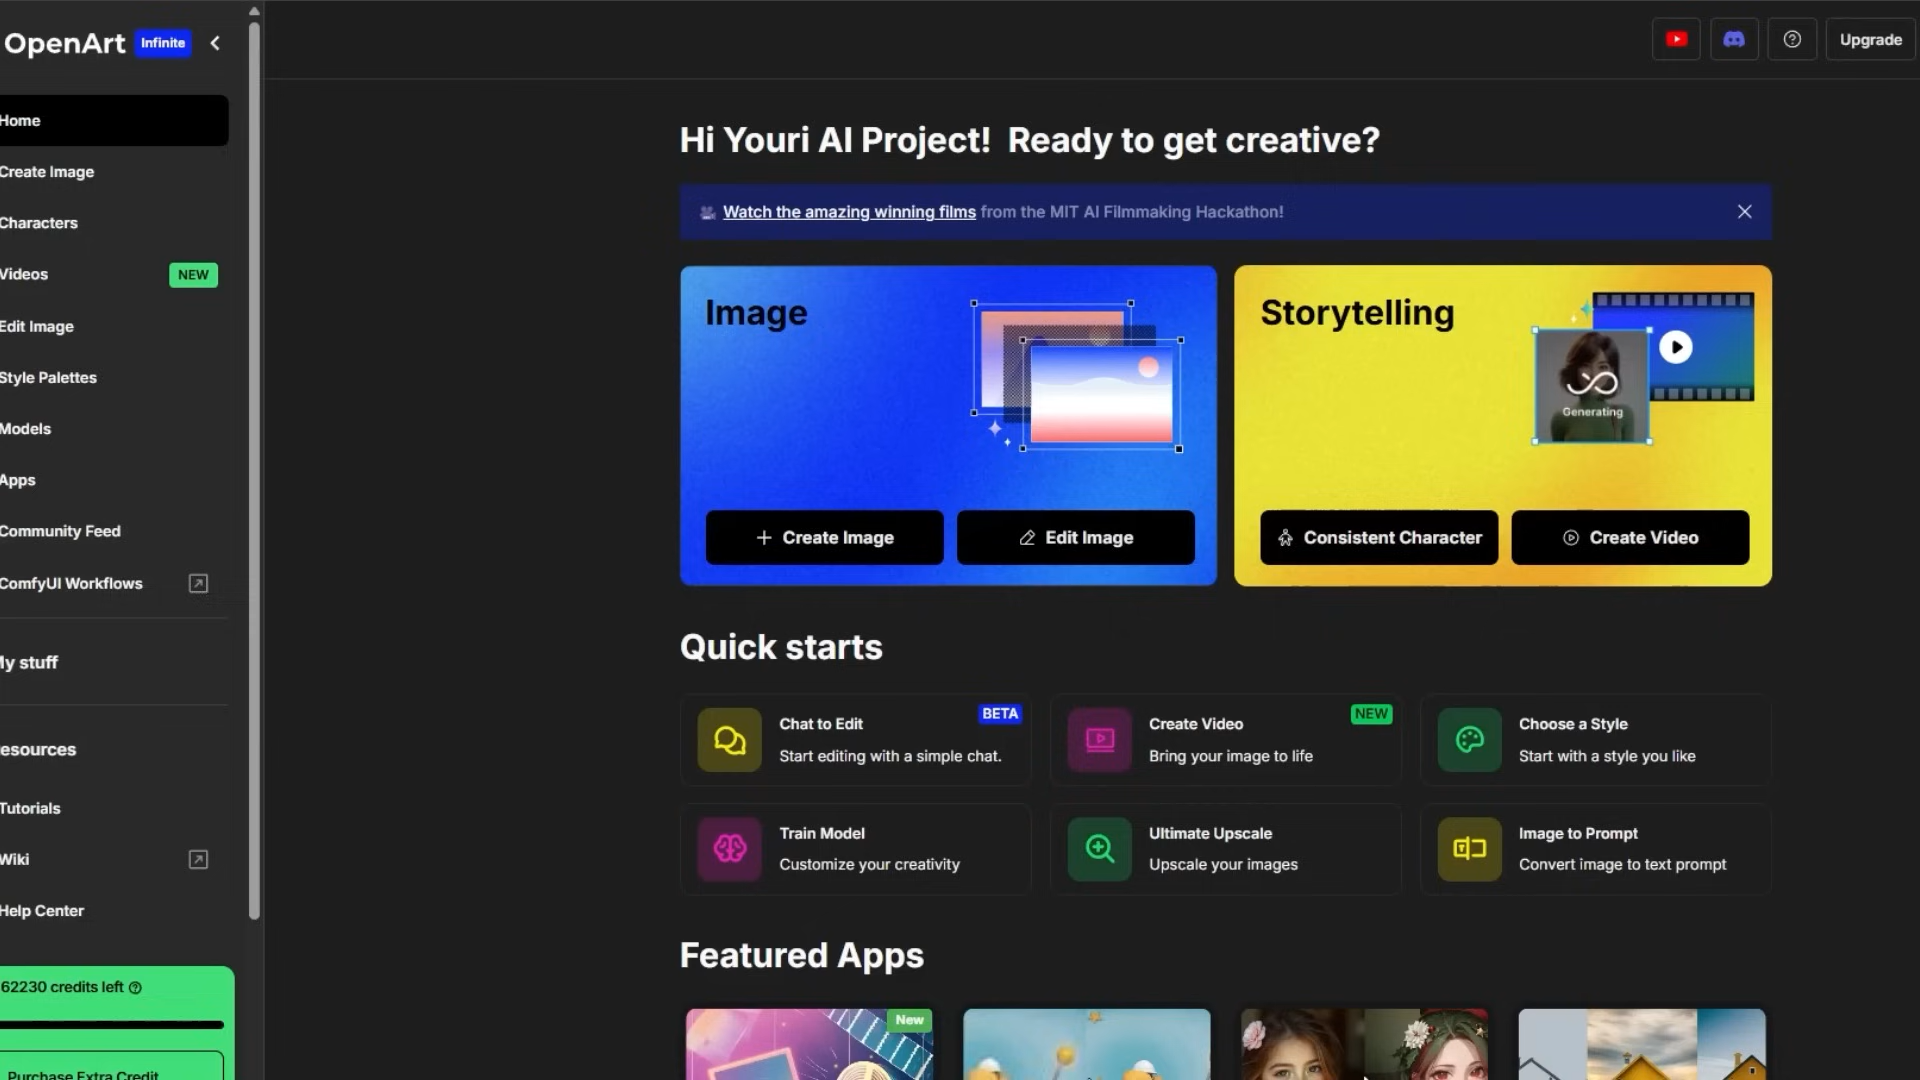 OpenArt Infinite
Home
Create Image
Characters
Videos NEW
Edit Image
Style Palettes
Models
Apps
Community Feed
ComfyUI Workflows
My stuff
esources
Tutorials
Wiki
Help Center
62230 credits left
Purchase Extra Credit
Upgrade
Hi Youri AI Project! Ready to get creative?
Watch the amazing winning films from the MIT AI Filmmaking Hackathon!
Image
Create Image
Edit Image
Storytelling
Generating
Consistent Character
Create Video
Quick starts
Chat to Edit BETA
Start editing with a simple chat.
Create Video NEW
Bring your image to life
Choose a Style
Start with a style you like
Train Model
Customize your creativity
Ultimate Upscale
Upscale your images
Image to Prompt
Convert image to text prompt
Featured Apps
New